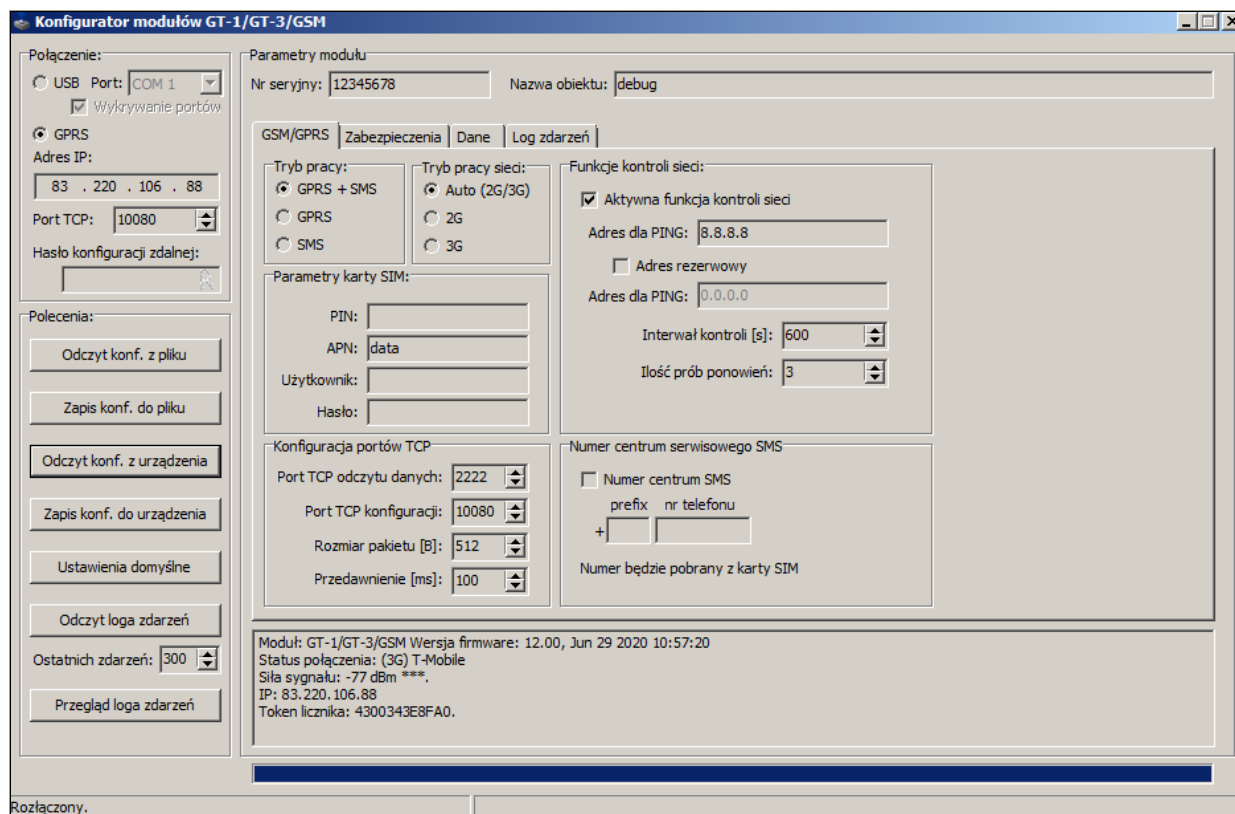 Konfigurator modułów GT-1/GT-3/GSM
Połączenie:
USB Port: COM 1
Wykrywanie portów
GPRS
Adres IP:
83 . 220 . 106 . 88
Port TCP: 10080
Hasło konfiguracji zdalnej:
Polecenia:
Odczyt konf. z pliku
Zapis konf. do pliku
Odczyt konf. z urządzenia
Zapis konf. do urządzenia
Ustawienia domyślne
Odczyt loga zdarzeń
Ostatnich zdarzeń: 300
Przegląd loga zdarzeń
Parametry modułu
Nr seryjny: 12345678 Nazwa obiektu: debug
GSM/GPRS Zabezpieczenia Dane Log zdarzeń
Tryb pracy:
GPRS + SMS
GPRS
SMS
Tryb pracy sieci:
Auto (2G/3G)
2G
3G
Parametry karty SIM:
PIN:
APN: data
Użytkownik:
Hasło:
Konfiguracja portów TCP
Port TCP odczytu danych: 2222
Port TCP konfiguracji: 10080
Rozmiar pakietu [B]: 512
Przedawnienie [ms]: 100
Funkcje kontroli sieci:
Aktywna funkcja kontroli sieci
Adres dla PING: 8.8.8.8
Adres rezerwowy
Adres dla PING: 0.0.0.0
Interwał kontroli [s]: 600
Ilość prób ponowień: 3
Numer centrum serwisowego SMS
Numer centrum SMS
prefix nr telefonu
+
Numer będzie pobrany z karty SIM
Moduł: GT-1/GT-3/GSM Wersja firmware: 12.00, Jun 29 2020 10:57:20
Status połączenia: (3G) T-Mobile
Siła sygnału: -77 dBm ***.
IP: 83.220.106.88
Token licznika: 4300343E8FA0.
Rozłączony.